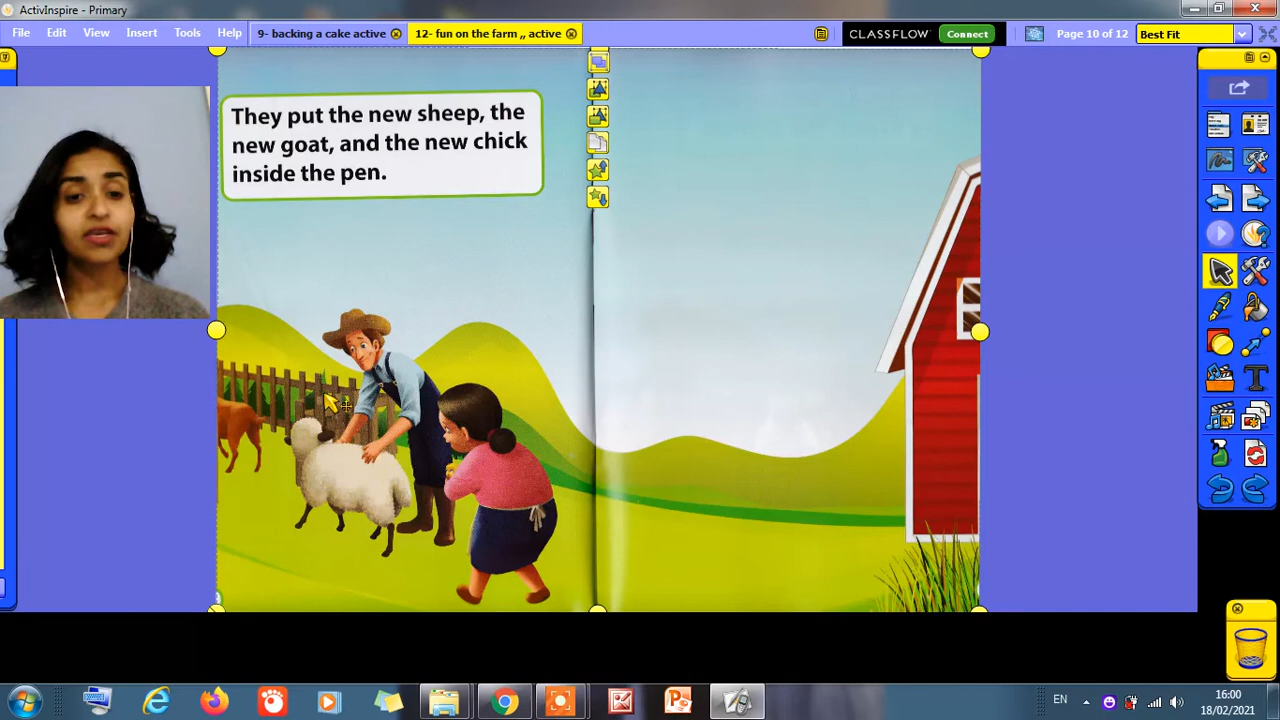 ActivInspire - Primary
File Edit View Insert Tools Help
9- backing a cake active
12- fun on the farm ,, active
CLASSFLOW Connect
Page 10 of 12
Best Fit
They put the new sheep, the
new goat, and the new chick
inside the pen.
EN
16:00
18/02/2021